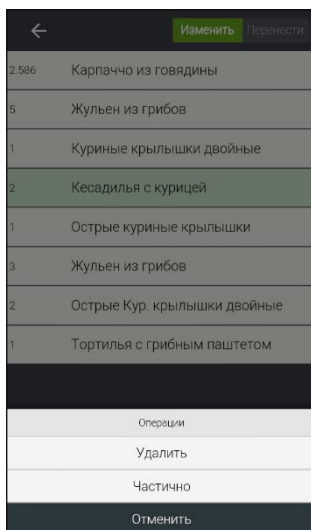 Изменить Перенести
2.586 Карпаччо из говядины
5 Жульен из грибов
1 Куриные крылышки двойные
2 Кесадилья с курицей
1 Острые куриные крылышки
3 Жульен из грибов
2 Острые Кур. крылышки двойные
1 Тортилья с грибным паштетом
Операции
Удалить
Частично
Отменить